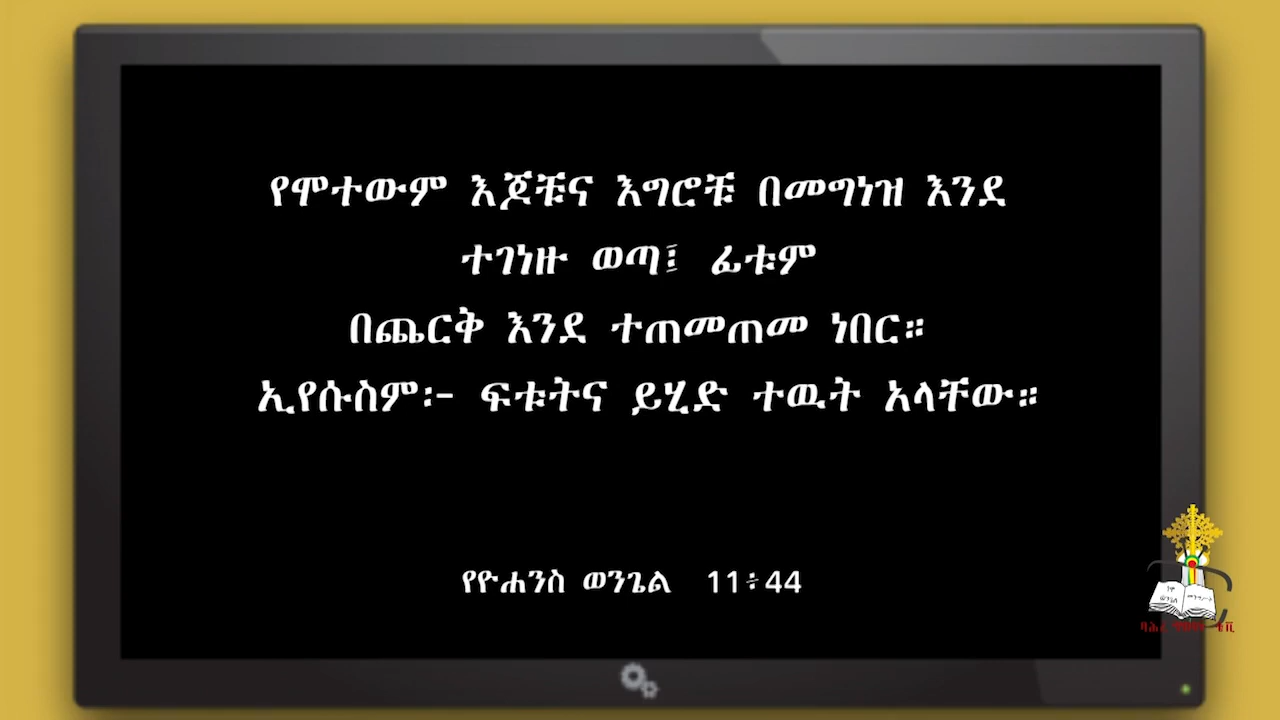 የሞተውም እጆቹና እግሮቹ በመግነዝ እንደ
ተገነዙ ወጣ፤ ፊቱም
በጨርቅ እንደ ተጠመጠመ ነበር።
ኢየሱስም፡- ፍቱትና ይሂድ ተዉት አላቸው።
የዮሐንስ ወንጌል 11፥44